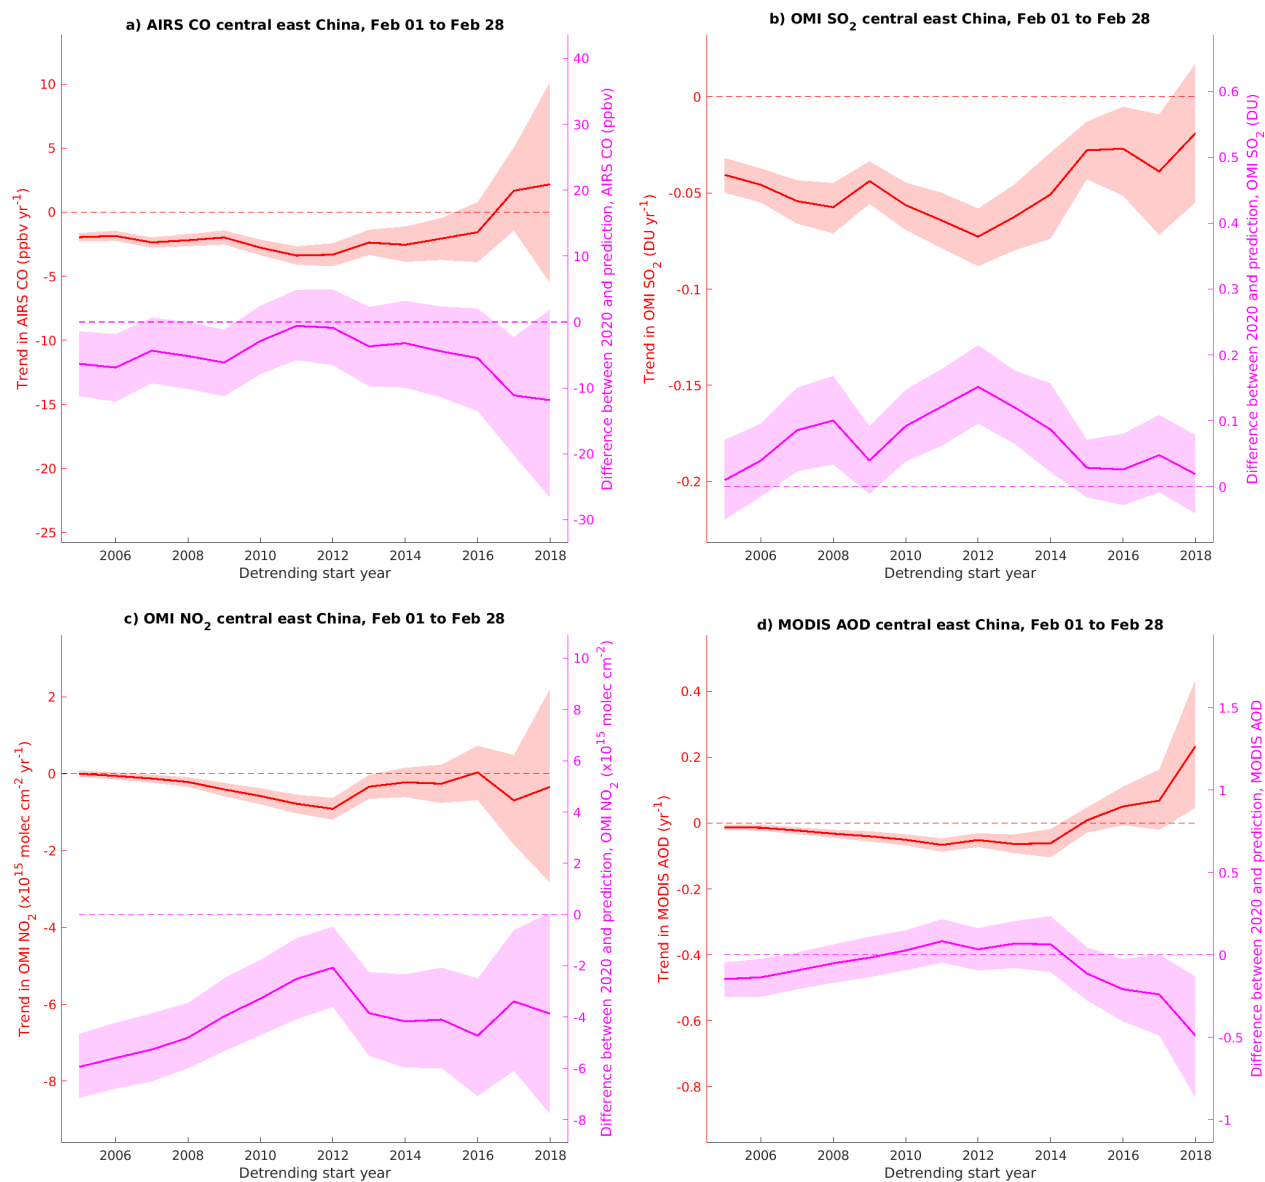 a) AIRS CO central east China, Feb 01 to Feb 28
Trend in AIRS CO (ppbv yr⁻¹)
10
5
0
-5
-10
-15
-20
-25
40
30
20
10
0
-10
-20
-30
Difference between 2020 and prediction, AIRS CO (ppbv)
2006 2008 2010 2012 2014 2016 2018
Detrending start year
b) OMI SO₂ central east China, Feb 01 to Feb 28
Trend in OMI SO₂ (DU yr⁻¹)
0
-0.05
-0.1
-0.15
-0.2
0.6
0.5
0.4
0.3
0.2
0.1
0
Difference between 2020 and prediction, OMI SO₂ (DU)
2006 2008 2010 2012 2014 2016 2018
Detrending start year
c) OMI NO₂ central east China, Feb 01 to Feb 28
Trend in OMI NO₂ (x10¹⁵ molec cm⁻² yr⁻¹)
2
0
-2
-4
-6
-8
10
8
6
4
2
0
-2
-4
-6
-8
Difference between 2020 and prediction, OMI NO₂ (x10¹⁵ molec cm⁻²)
2006 2008 2010 2012 2014 2016 2018
Detrending start year
d) MODIS AOD central east China, Feb 01 to Feb 28
Trend in MODIS AOD (yr⁻¹)
0.4
0.2
0
-0.2
-0.4
-0.6
-0.8
1.5
1
0.5
0
-0.5
-1
Difference between 2020 and prediction, MODIS AOD
2006 2008 2010 2012 2014 2016 2018
Detrending start year